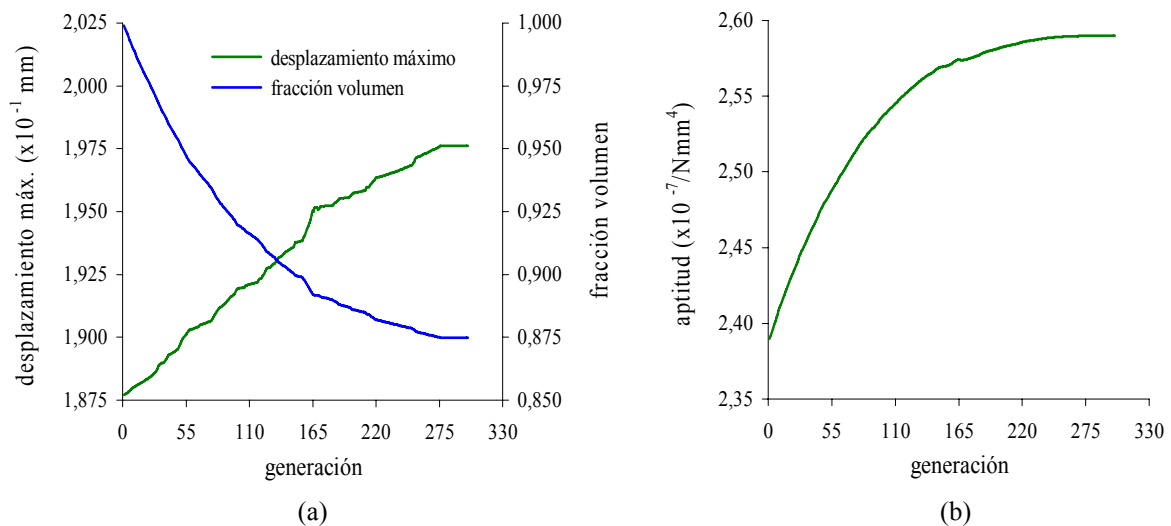 desplazamiento máx. (x10⁻¹ mm)
2,025
2,000
1,975
1,950
1,925
1,900
1,875
desplazamiento máximo
fracción volumen
1,000
0,975
0,950
0,925
0,900
0,875
0,850
fracción volumen
0 55 110 165 220 275 330
generación
(a)
aptitud (x10⁻⁷/Nmm⁴)
2,60
2,55
2,50
2,45
2,40
2,35
0 55 110 165 220 275 330
generación
(b)